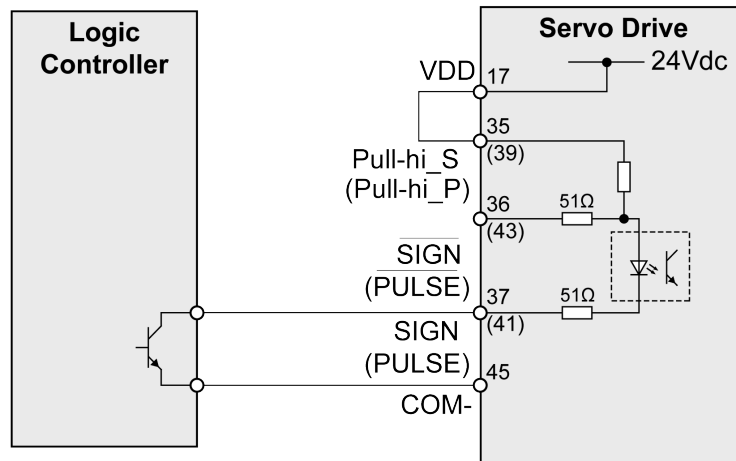 Logic
Controller
Servo Drive
24Vdc
VDD
17
35
(39)
Pull-hi_S
(Pull-hi_P)
36
(43)
51Ω
SIGN
(PULSE)
37
(41)
51Ω
SIGN
(PULSE)
45
COM-